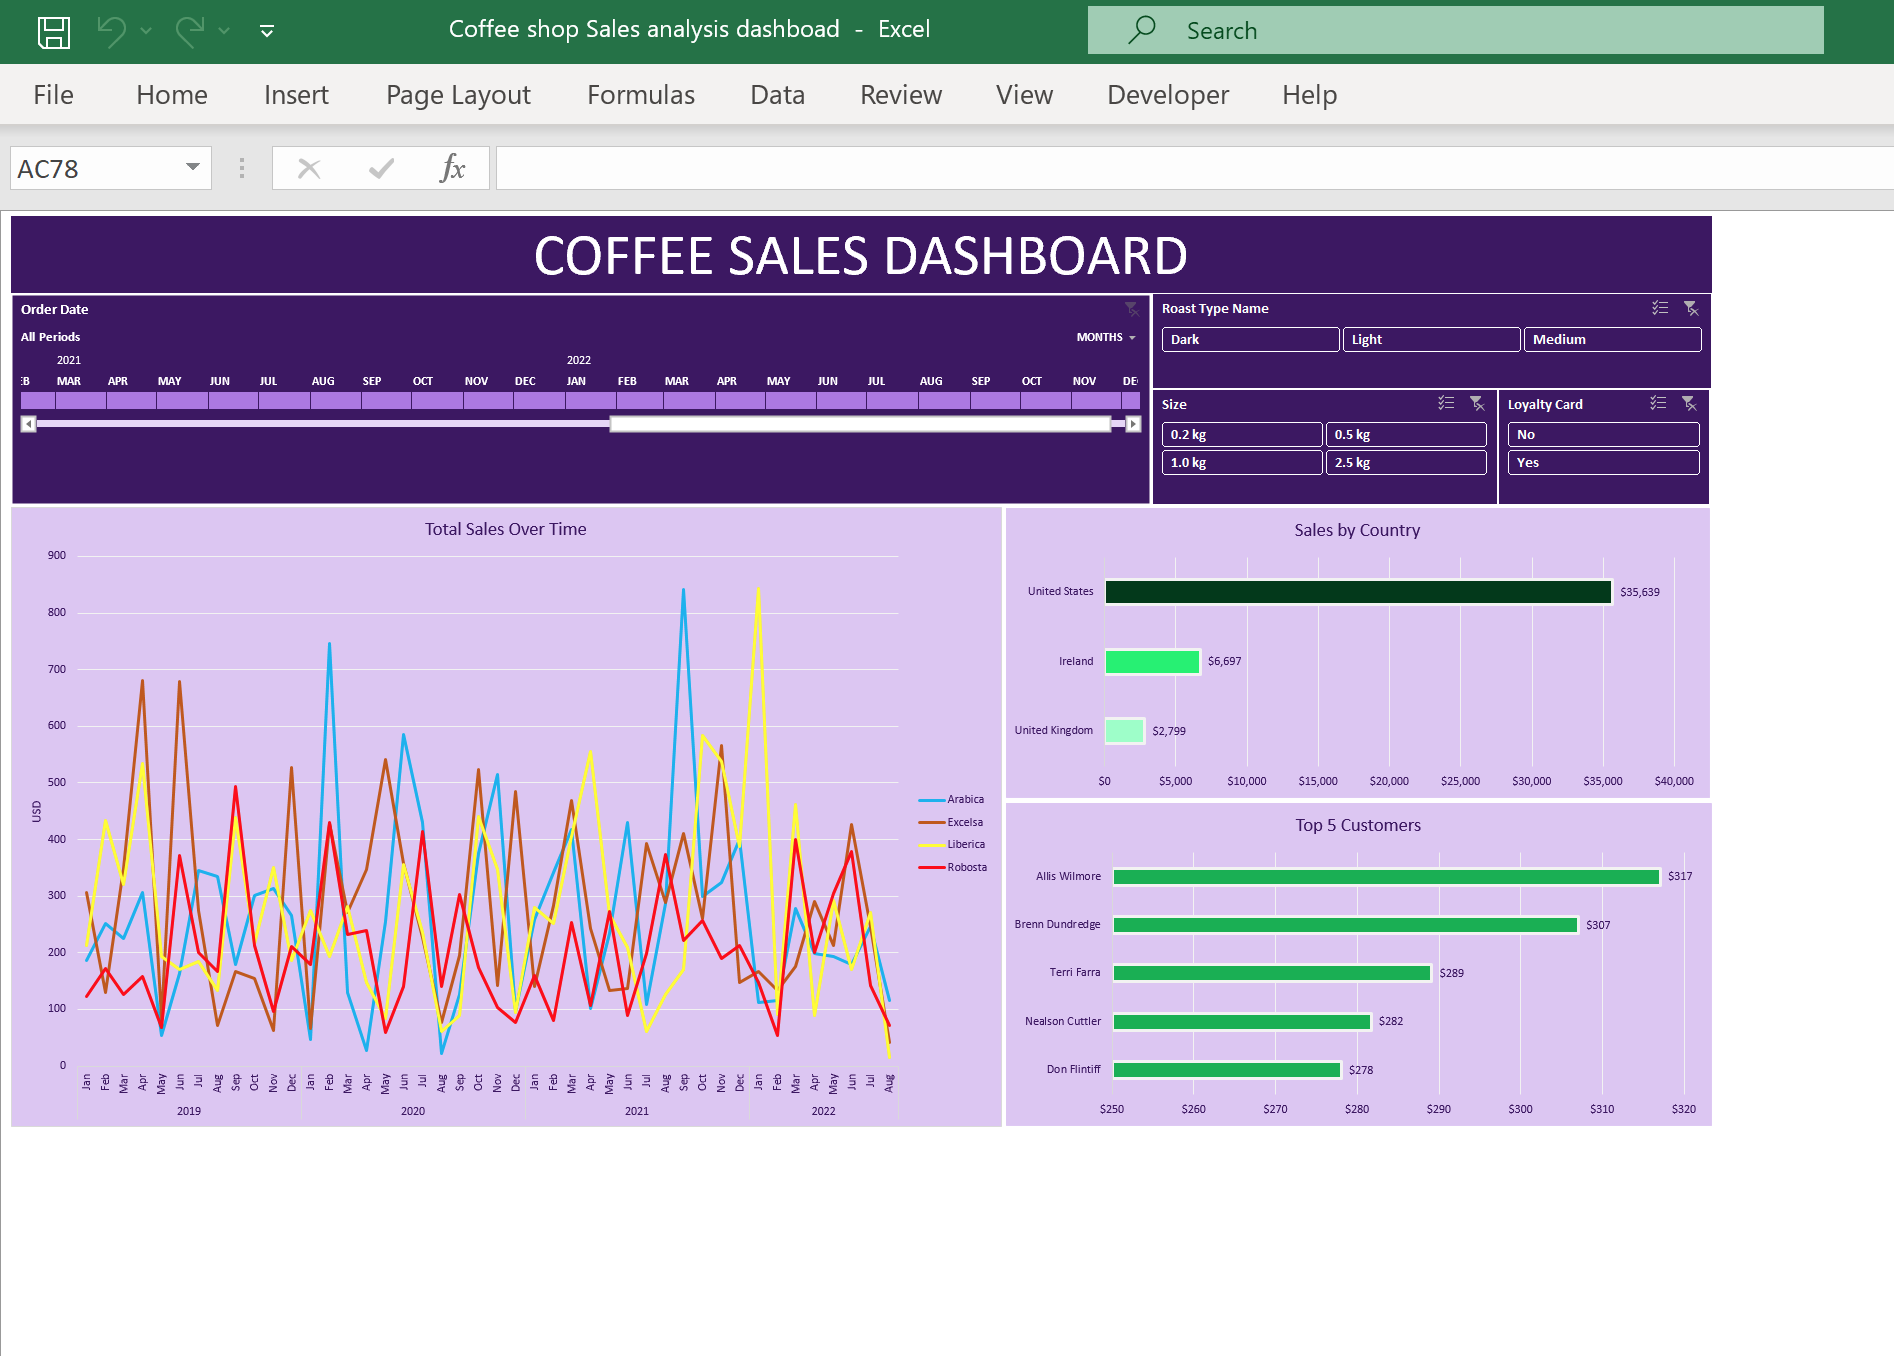 Coffee shop Sales analysis dashboad - Excel
Search
File Home Insert Page Layout Formulas Data Review View Developer Help
AC78
fx
COFFEE SALES DASHBOARD
Order Date
All Periods
MONTHS
2021 2022
MAR APR MAY JUN JUL AUG SEP OCT NOV DEC JAN FEB MAR APR MAY JUN JUL AUG SEP OCT NOV
Roast Type Name
Dark Light Medium
Size
0.2 kg 0.5 kg
1.0 kg 2.5 kg
Loyalty Card
No
Yes
Total Sales Over Time
900
800
700
600
500
400
300
200
100
0
USD
Jan Feb Mar Apr May Jun Jul Aug Sep Oct Nov Dec Jan Feb Mar Apr May Jun Jul Aug Sep Oct Nov Dec Jan Feb Mar Apr May Jun Jul Aug Sep Oct Nov Dec Jan Feb Mar Apr May Jun Jul Aug
2019 2020 2021 2022
Arabica
Excelsa
Liberica
Robosta
Sales by Country
United States $35,639
Ireland $6,697
United Kingdom $2,799
$0 $5,000 $10,000 $15,000 $20,000 $25,000 $30,000 $35,000 $40,000
Top 5 Customers
Allis Wilmore $317
Brenn Dundredge $307
Terri Farra $289
Nealson Cuttler $282
Don Flintiff $278
$250 $260 $270 $280 $290 $300 $310 $320